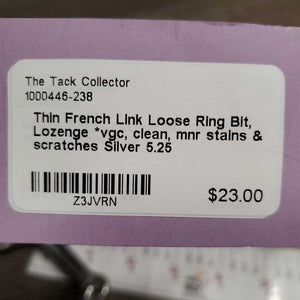 The Tack Collector
1000446-238
Thin French Link Loose Ring Bit,
Lozenge *vgc, clean, mnr stains &
scratches Silver 5.25
Z3JVRN
$23.00